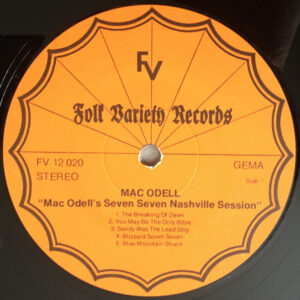 FV
Folk Variety Records
FV 12 020
GEMA
STEREO
Side 1
MAC ODELL
"Mac Odell's Seven Seven Nashville Session"
1. The Breaking Of Dawn
2. You May Be The Only Bible
3. Sandy Was The Lead Dog
4. Blizzard Seven Seven
5. Blue Mountain Shack